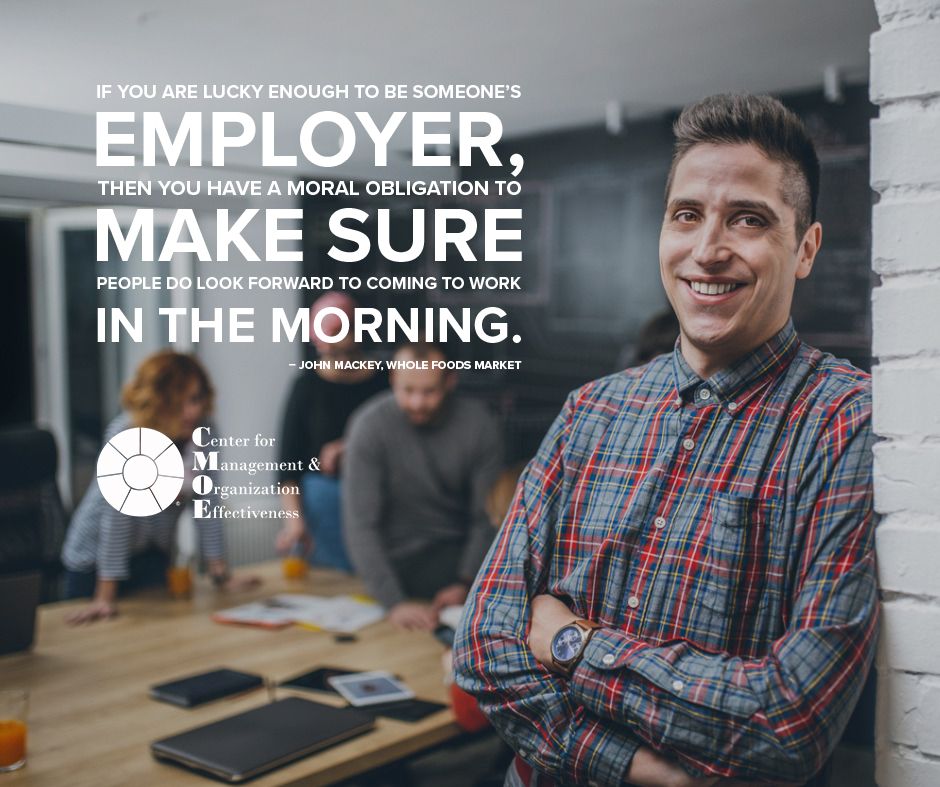 IF YOU ARE LUCKY ENOUGH TO BE SOMEONE'S
EMPLOYER,
THEN YOU HAVE A MORAL OBLIGATION TO
MAKE SURE
PEOPLE DO LOOK FORWARD TO COMING TO WORK
IN THE MORNING.
– JOHN MACKEY, WHOLE FOODS MARKET
Center for
Management &
Organization
Effectiveness
®